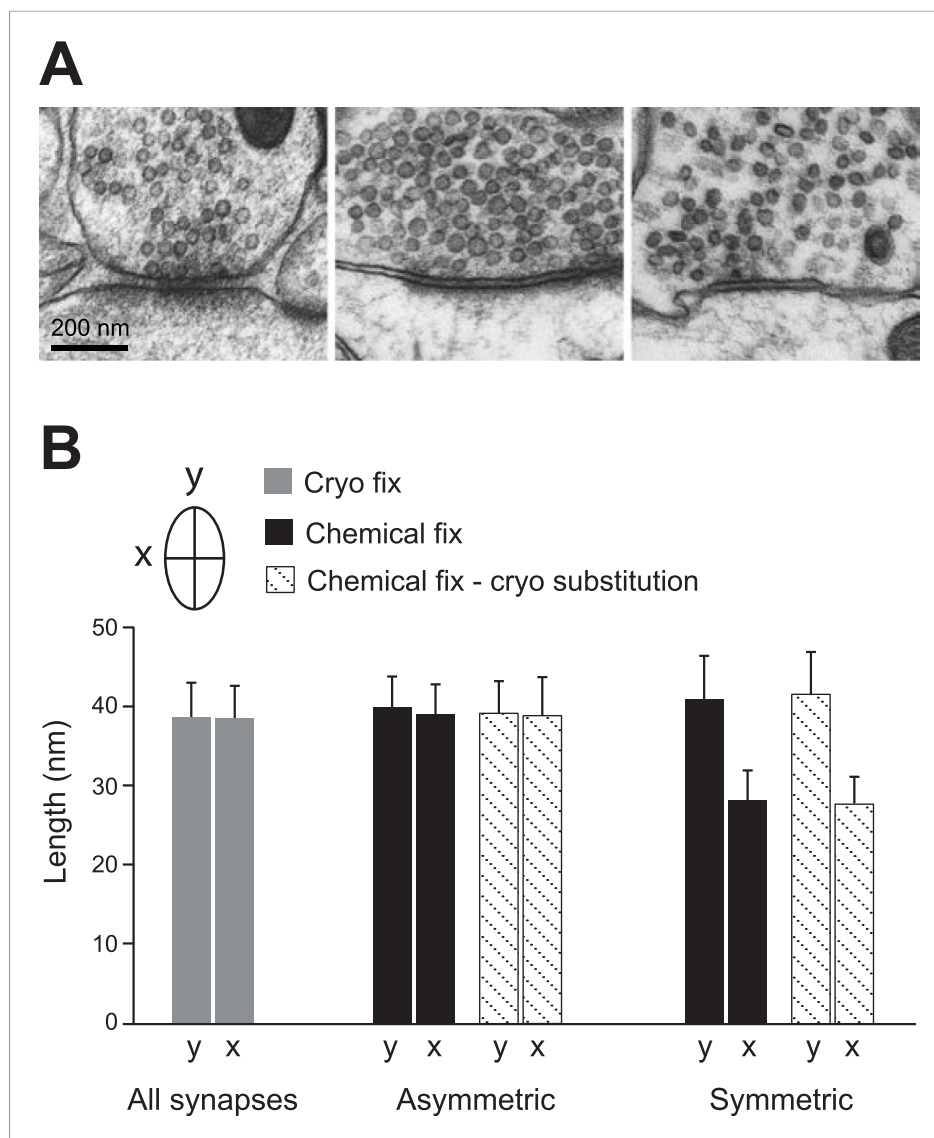 A
200 nm
B
y
x
Cryo fix
Chemical fix
Chemical fix - cryo substitution
Length (nm)
50
40
30
20
10
0
y x y x y x y x y x
All synapses Asymmetric Symmetric